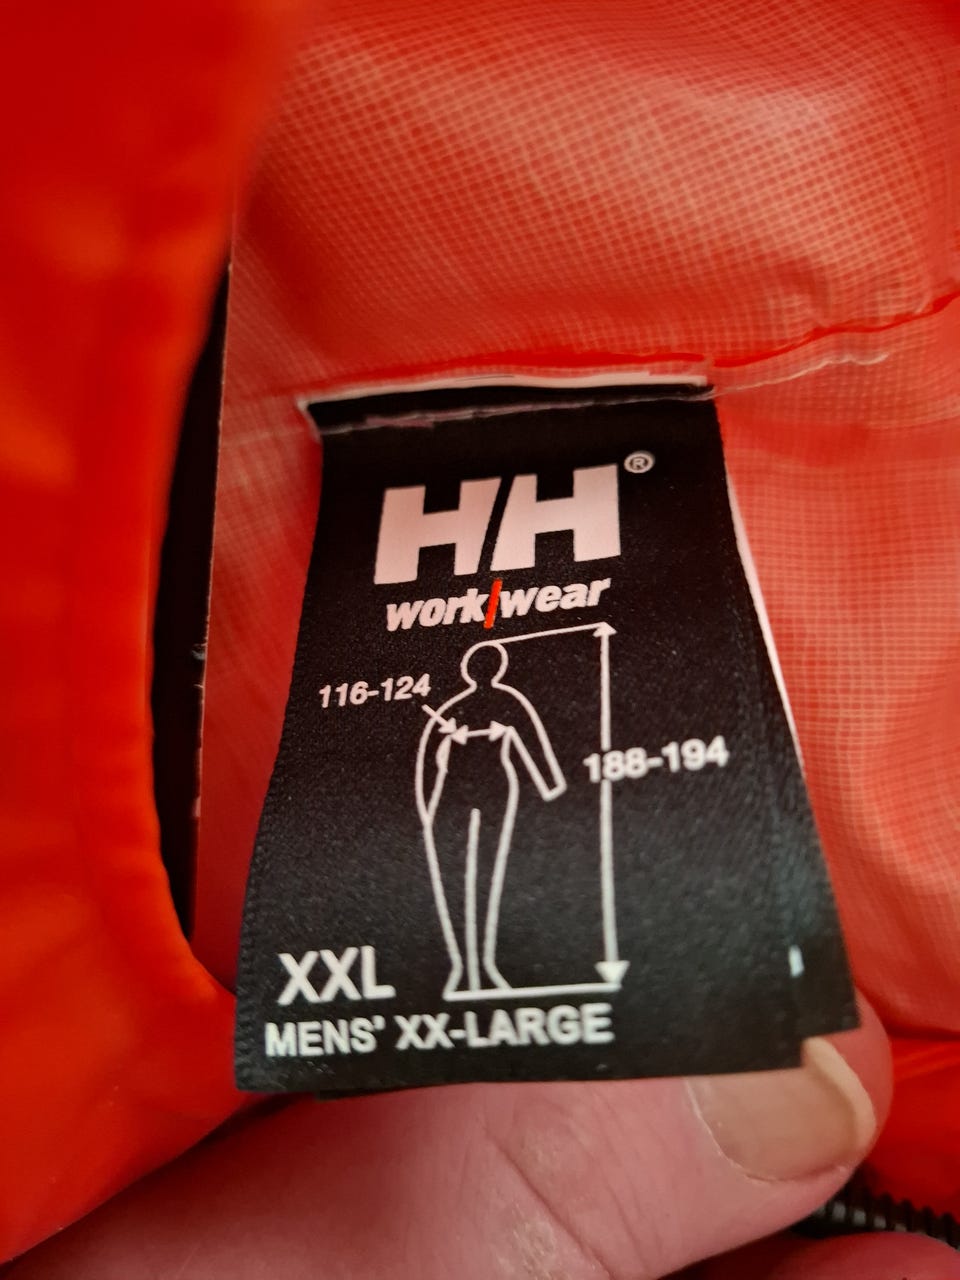 HH®
work/wear
116-124
188-194
XXL
MENS' XX-LARGE